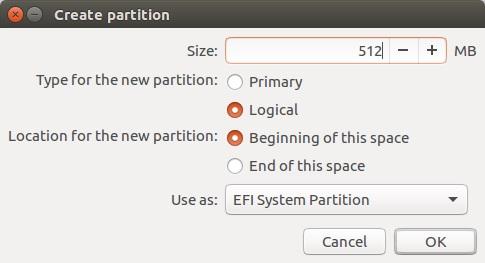 Create partition
Size: 512 MB
Type for the new partition: Primary
Logical
Location for the new partition: Beginning of this space
End of this space
Use as: EFI System Partition
Cancel OK